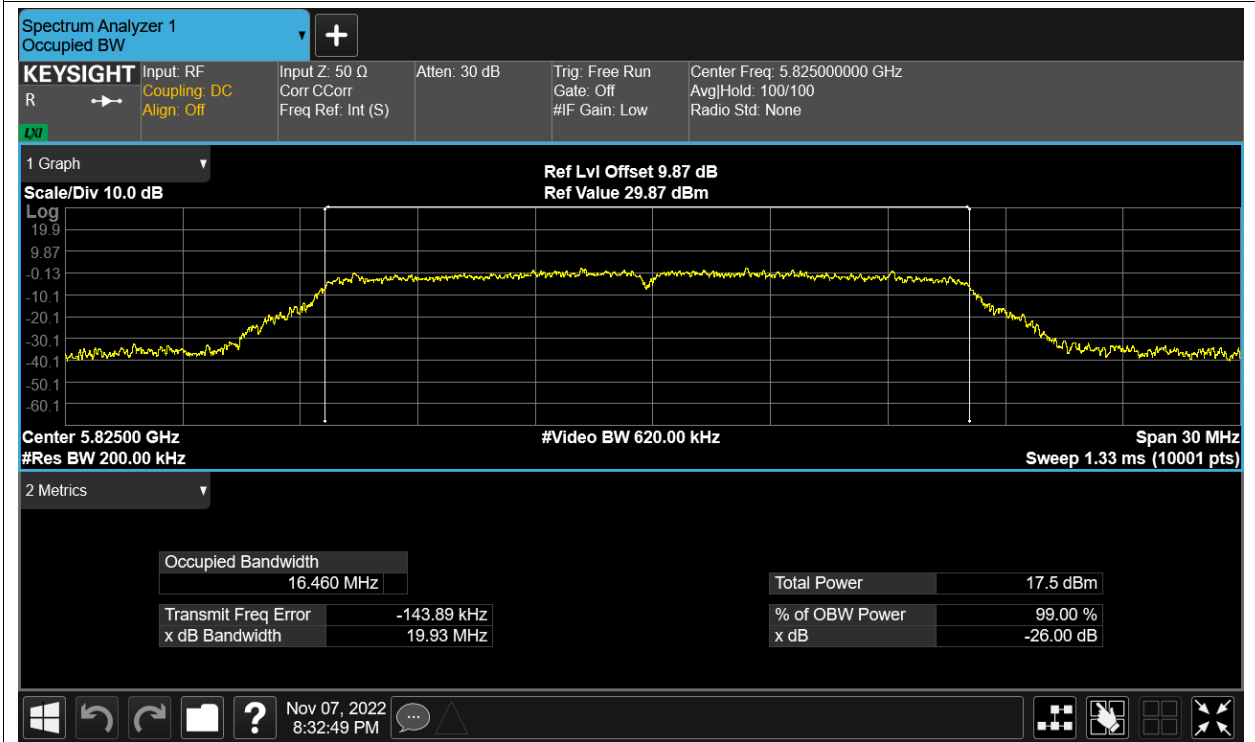 Spectrum Analyzer 1
Occupied BW
KEYSIGHT
R
LXI
Input: RF
Coupling: DC
Align: Off
Input Z: 50 Ω
Corr CCorr
Freq Ref: Int (S)
Atten: 30 dB
Trig: Free Run
Gate: Off
#IF Gain: Low
Center Freq: 5.825000000 GHz
Avg|Hold: 100/100
Radio Std: None
1 Graph
Scale/Div 10.0 dB
Ref Lvl Offset 9.87 dB
Ref Value 29.87 dBm
Log
19.9
9.87
-0.13
-10.1
-20.1
-30.1
-40.1
-50.1
-60.1
Center 5.82500 GHz
#Res BW 200.00 kHz
#Video BW 620.00 kHz
Span 30 MHz
Sweep 1.33 ms (10001 pts)
2 Metrics
Occupied Bandwidth
16.460 MHz
Transmit Freq Error -143.89 kHz
x dB Bandwidth 19.93 MHz
Total Power 17.5 dBm
% of OBW Power 99.00 %
x dB -26.00 dB
?
Nov 07, 2022
8:32:49 PM